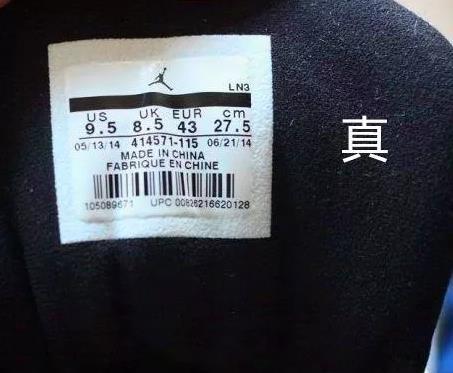 LN3
US UK EUR cm
9.5 8.5 43 27.5
05/13/14 414571-115 06/21/14
MADE IN CHINA
FABRIQUE EN CHINE
105089671 UPC 00826216620128
真